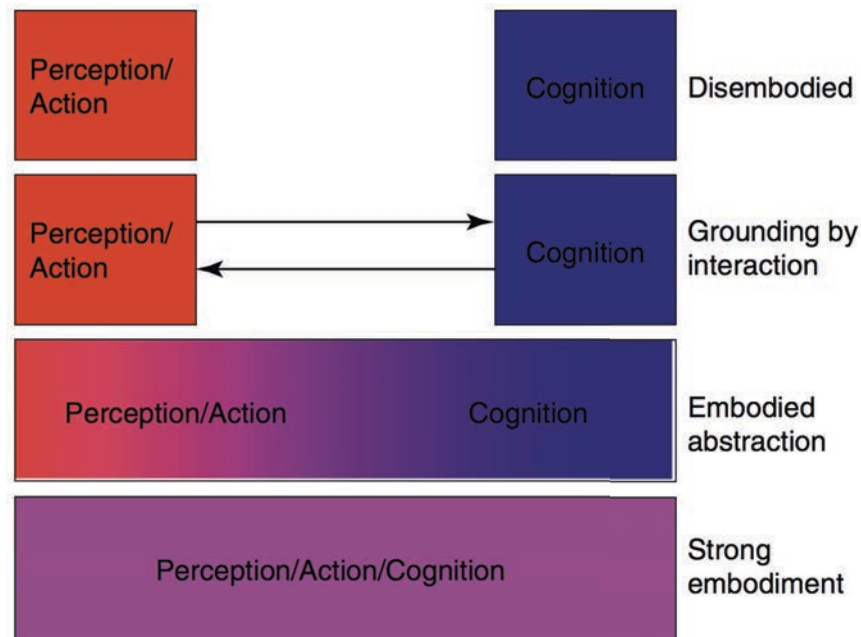 Perception/
Action
Cognition
Disembodied
Perception/
Action
Cognition
Grounding by
interaction
Perception/Action
Cognition
Embodied
abstraction
Perception/Action/Cognition
Strong
embodiment